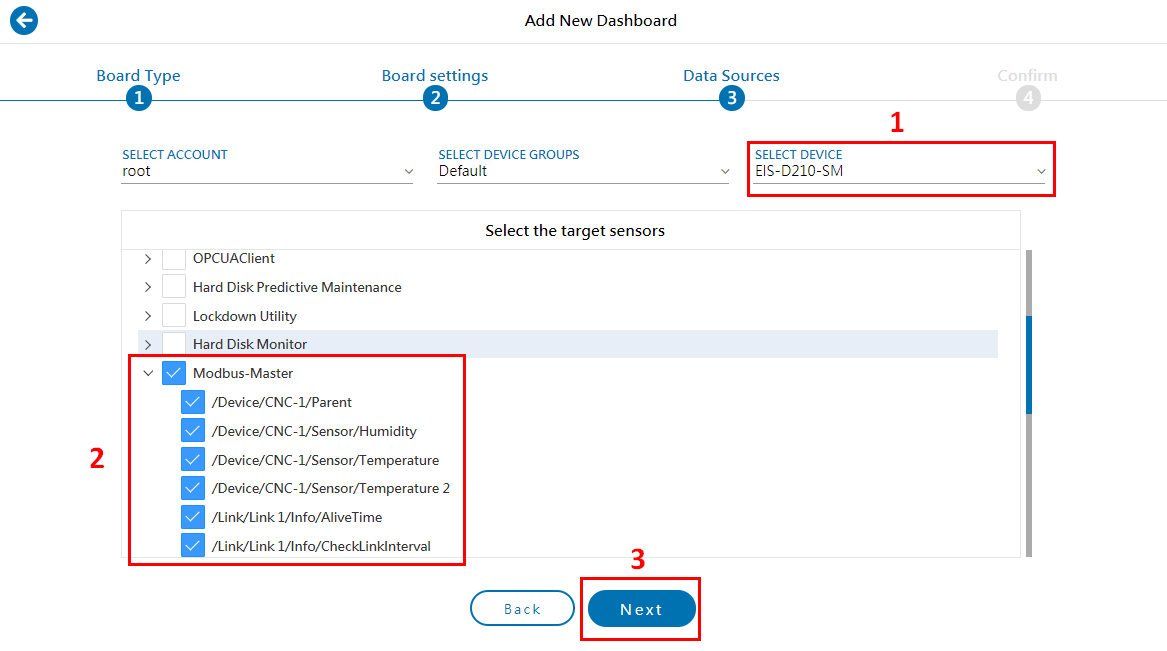 Add New Dashboard
Board Type Board settings Data Sources Confirm
1 2 3 4
1
SELECT ACCOUNT SELECT DEVICE GROUPS SELECT DEVICE
root Default EIS-D210-SM
Select the target sensors
OPCUAClient
Hard Disk Predictive Maintenance
Lockdown Utility
Hard Disk Monitor
Modbus-Master
/Device/CNC-1/Parent
/Device/CNC-1/Sensor/Humidity
2
/Device/CNC-1/Sensor/Temperature
/Device/CNC-1/Sensor/Temperature 2
/Link/Link 1/Info/AliveTime
/Link/Link 1/Info/CheckLinkInterval
3
Back Next